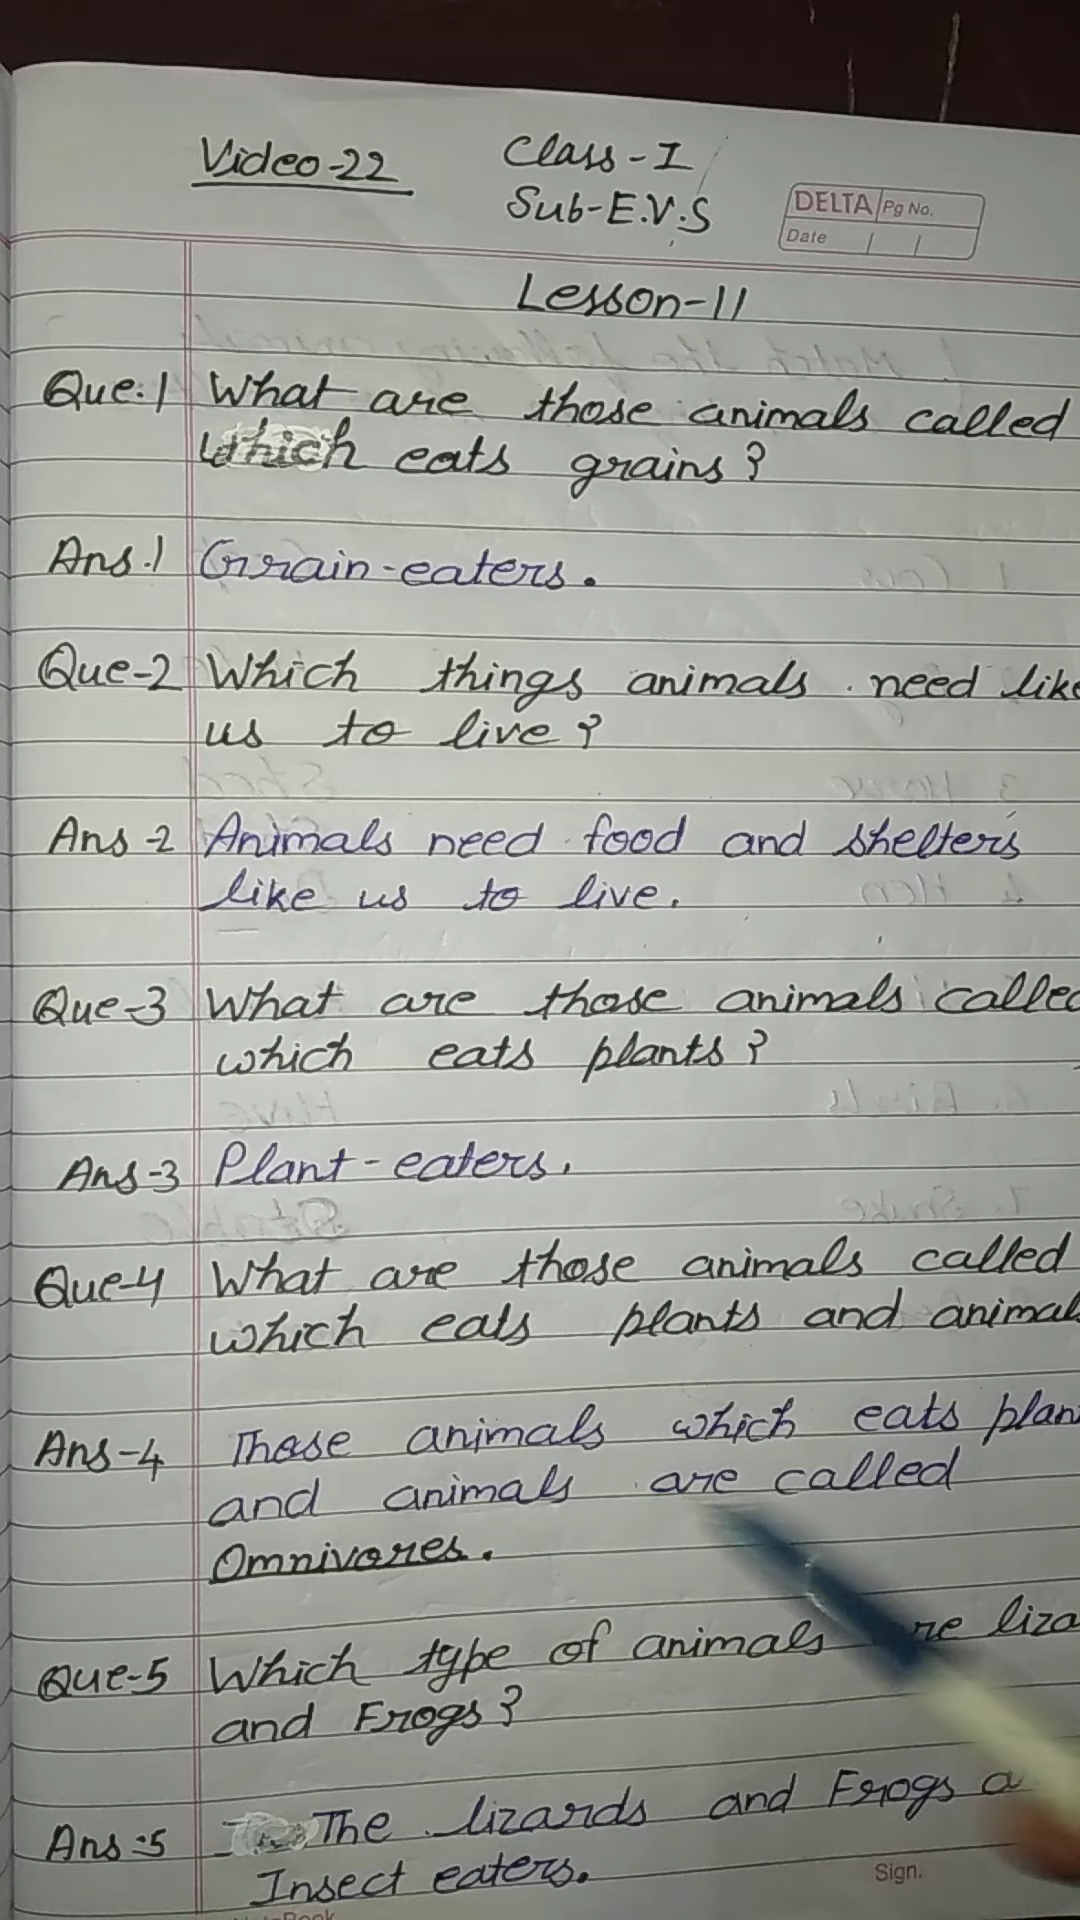 Video-22
Class-I
Sub-E.V.S
DELTA Pg No.
Date
Lesson-11
Que.1 What are those animals called
which eats grains?
Ans.1 Grain-eaters.
Que-2 Which things animals need like
us to live?
Ans-2 Animals need food and shelters
like us to live.
Que-3 What are those animals called
which eats plants?
Ans-3 Plant-eaters.
Que-4 What are those animals called
which eats plants and animals
Ans-4 These animals which eats plan
and animals are called
Omnivores.
Que-5 Which type of animals re liza
and Frogs?
Ans-5 The lizards and Frogs a
Insect eaters.
Sign.